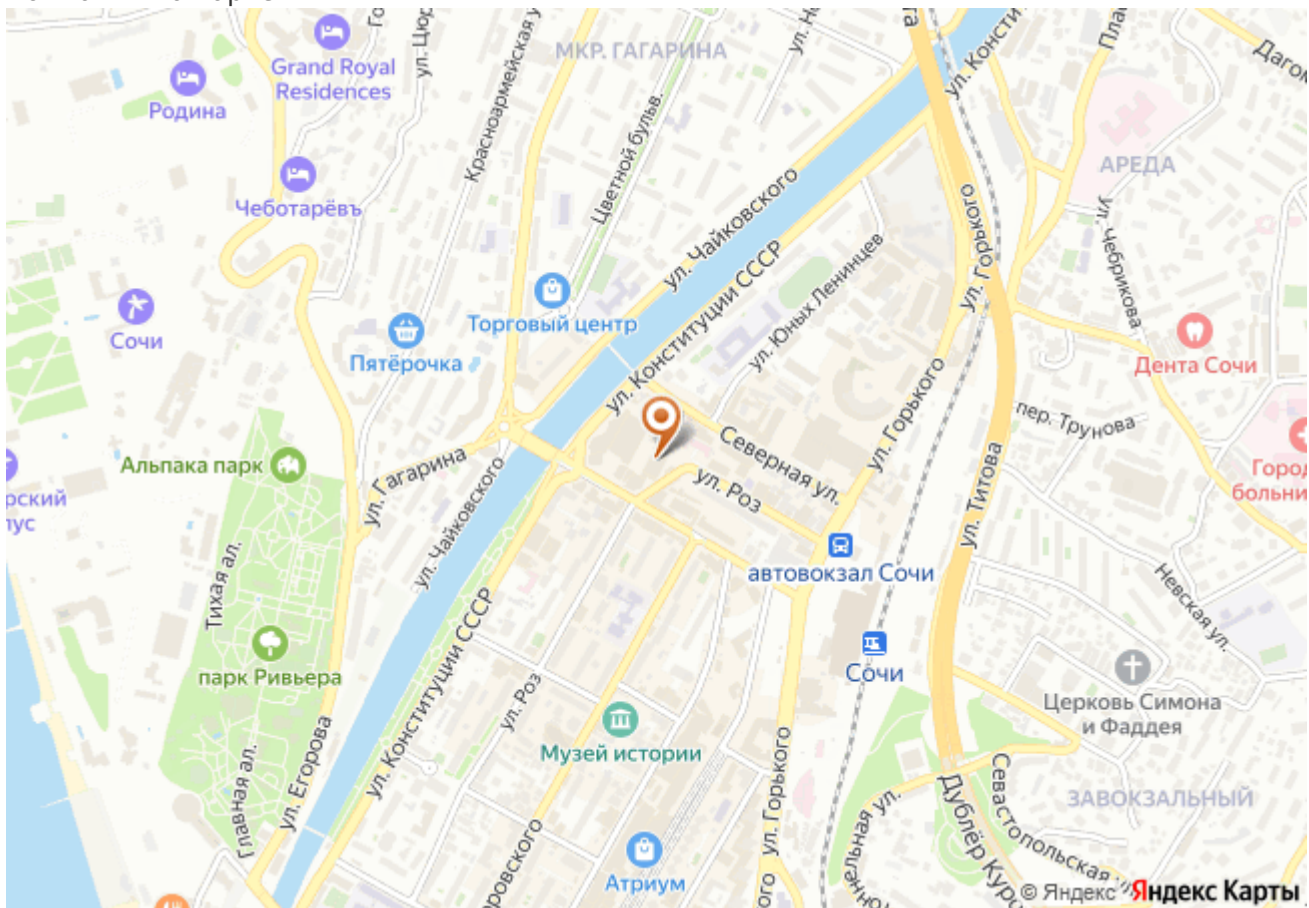 МКР. ГАГАРИНА
Grand Royal
Residences
Родина
Красноармейская
Чеботарёвъ
Цветной бульв.
ул. Чайковского
ул. Конституции СССР
ул. Юных Ленинцев
ул. Горького
АРЕДА
ул. Чебрикова
Сочи
Торговый центр
Пятёрочка
Дента Сочи
пер. Трунова
ул. Горького
Северная ул.
Альпака парк
ул. Гагарина
ул. Роз
ул. Чайковского
ул. Титова
автовокзал Сочи
Невская ул.
Тихая ал.
парк Ривьера
ул. Конституции СССР
ул. Роз
Сочи
Церковь Симона
и Фаддея
Музей истории
Главная ал.
ул. Егорова
ул. Горького
ЗАВОКЗАЛЬНЫЙ
Севастопольская
Дублёр
Атриум
© Яндекс Яндекс Карты